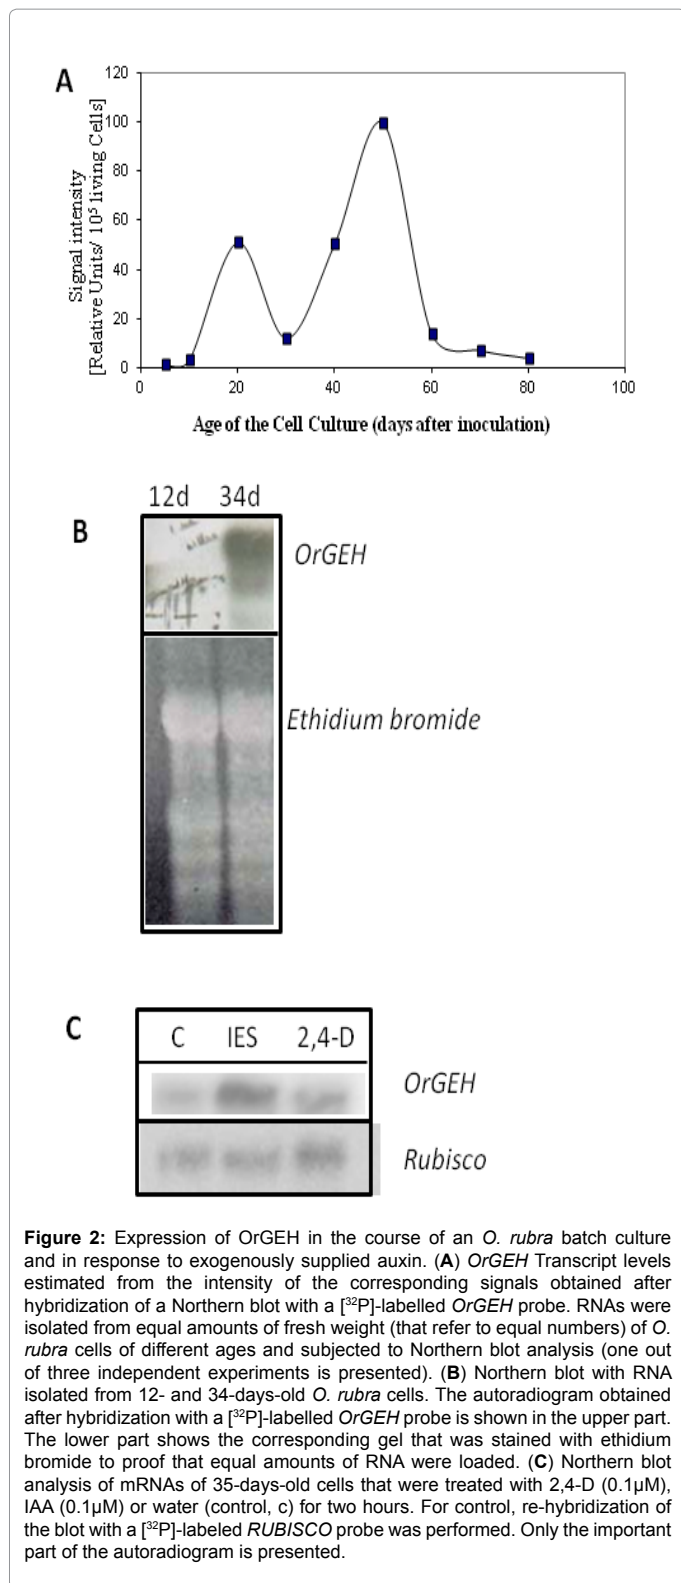 A
120
100
80
60
40
20
0
Signal intensity
[Relative Units/ 10⁵ living Cells]
0 20 40 60 80 100
Age of the Cell Culture (days after inoculation)
12d 34d
B
OrGEH
Ethidium bromide
C
C IES 2,4-D
OrGEH
Rubisco
Figure 2: Expression of OrGEH in the course of an O. rubra batch culture
and in response to exogenously supplied auxin. (A) OrGEH Transcript levels
estimated from the intensity of the corresponding signals obtained after
hybridization of a Northern blot with a [³²P]-labelled OrGEH probe. RNAs were
isolated from equal amounts of fresh weight (that refer to equal numbers) of O.
rubra cells of different ages and subjected to Northern blot analysis (one out
of three independent experiments is presented). (B) Northern blot with RNA
isolated from 12- and 34-days-old O. rubra cells. The autoradiogram obtained
after hybridization with a [³²P]-labelled OrGEH probe is shown in the upper part.
The lower part shows the corresponding gel that was stained with ethidium
bromide to proof that equal amounts of RNA were loaded. (C) Northern blot
analysis of mRNAs of 35-days-old cells that were treated with 2,4-D (0.1µM),
IAA (0.1µM) or water (control, c) for two hours. For control, re-hybridization of
the blot with a [³²P]-labeled RUBISCO probe was performed. Only the important
part of the autoradiogram is presented.